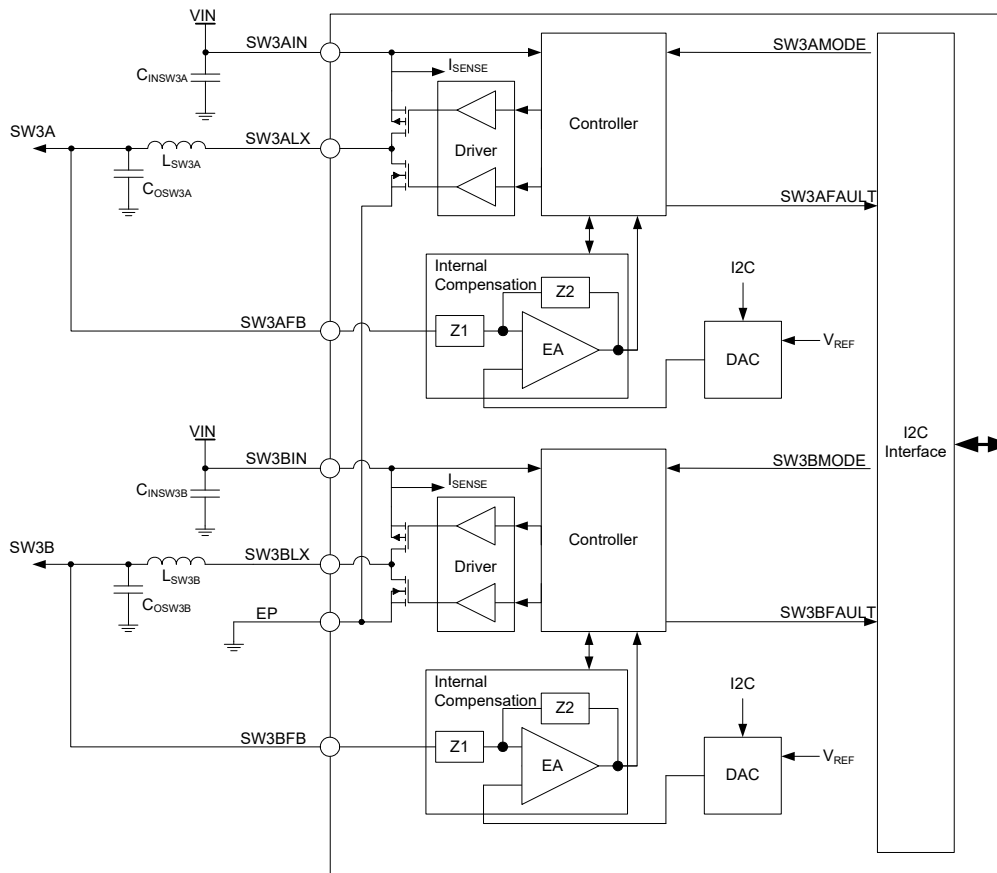 VIN
SW3AIN
CINSW3A
ISENSE
SW3AMODE
Controller
SW3A
SW3ALX
LSW3A
COSW3A
Driver
SW3AFAULT
Internal
Compensation
Z2
I2C
SW3AFB
Z1
EA
DAC
VREF
I2C
Interface
VIN
SW3BIN
CINSW3B
ISENSE
SW3BMODE
Controller
SW3B
SW3BLX
LSW3B
COSW3B
Driver
EP
SW3BFAULT
Internal
Compensation
Z2
I2C
SW3BFB
Z1
EA
DAC
VREF